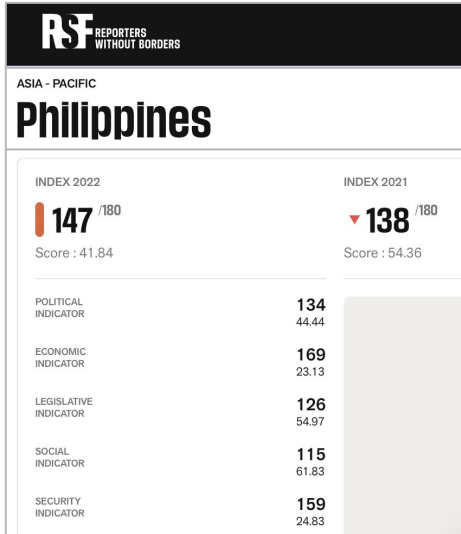 RSF REPORTERS
WITHOUT BORDERS
ASIA - PACIFIC
Philippines
INDEX 2022
147 /180
Score : 41.84
INDEX 2021
138 /180
Score : 54.36
POLITICAL
INDICATOR
134
44.44
ECONOMIC
INDICATOR
169
23.13
LEGISLATIVE
INDICATOR
126
54.97
SOCIAL
INDICATOR
115
61.83
SECURITY
INDICATOR
159
24.83